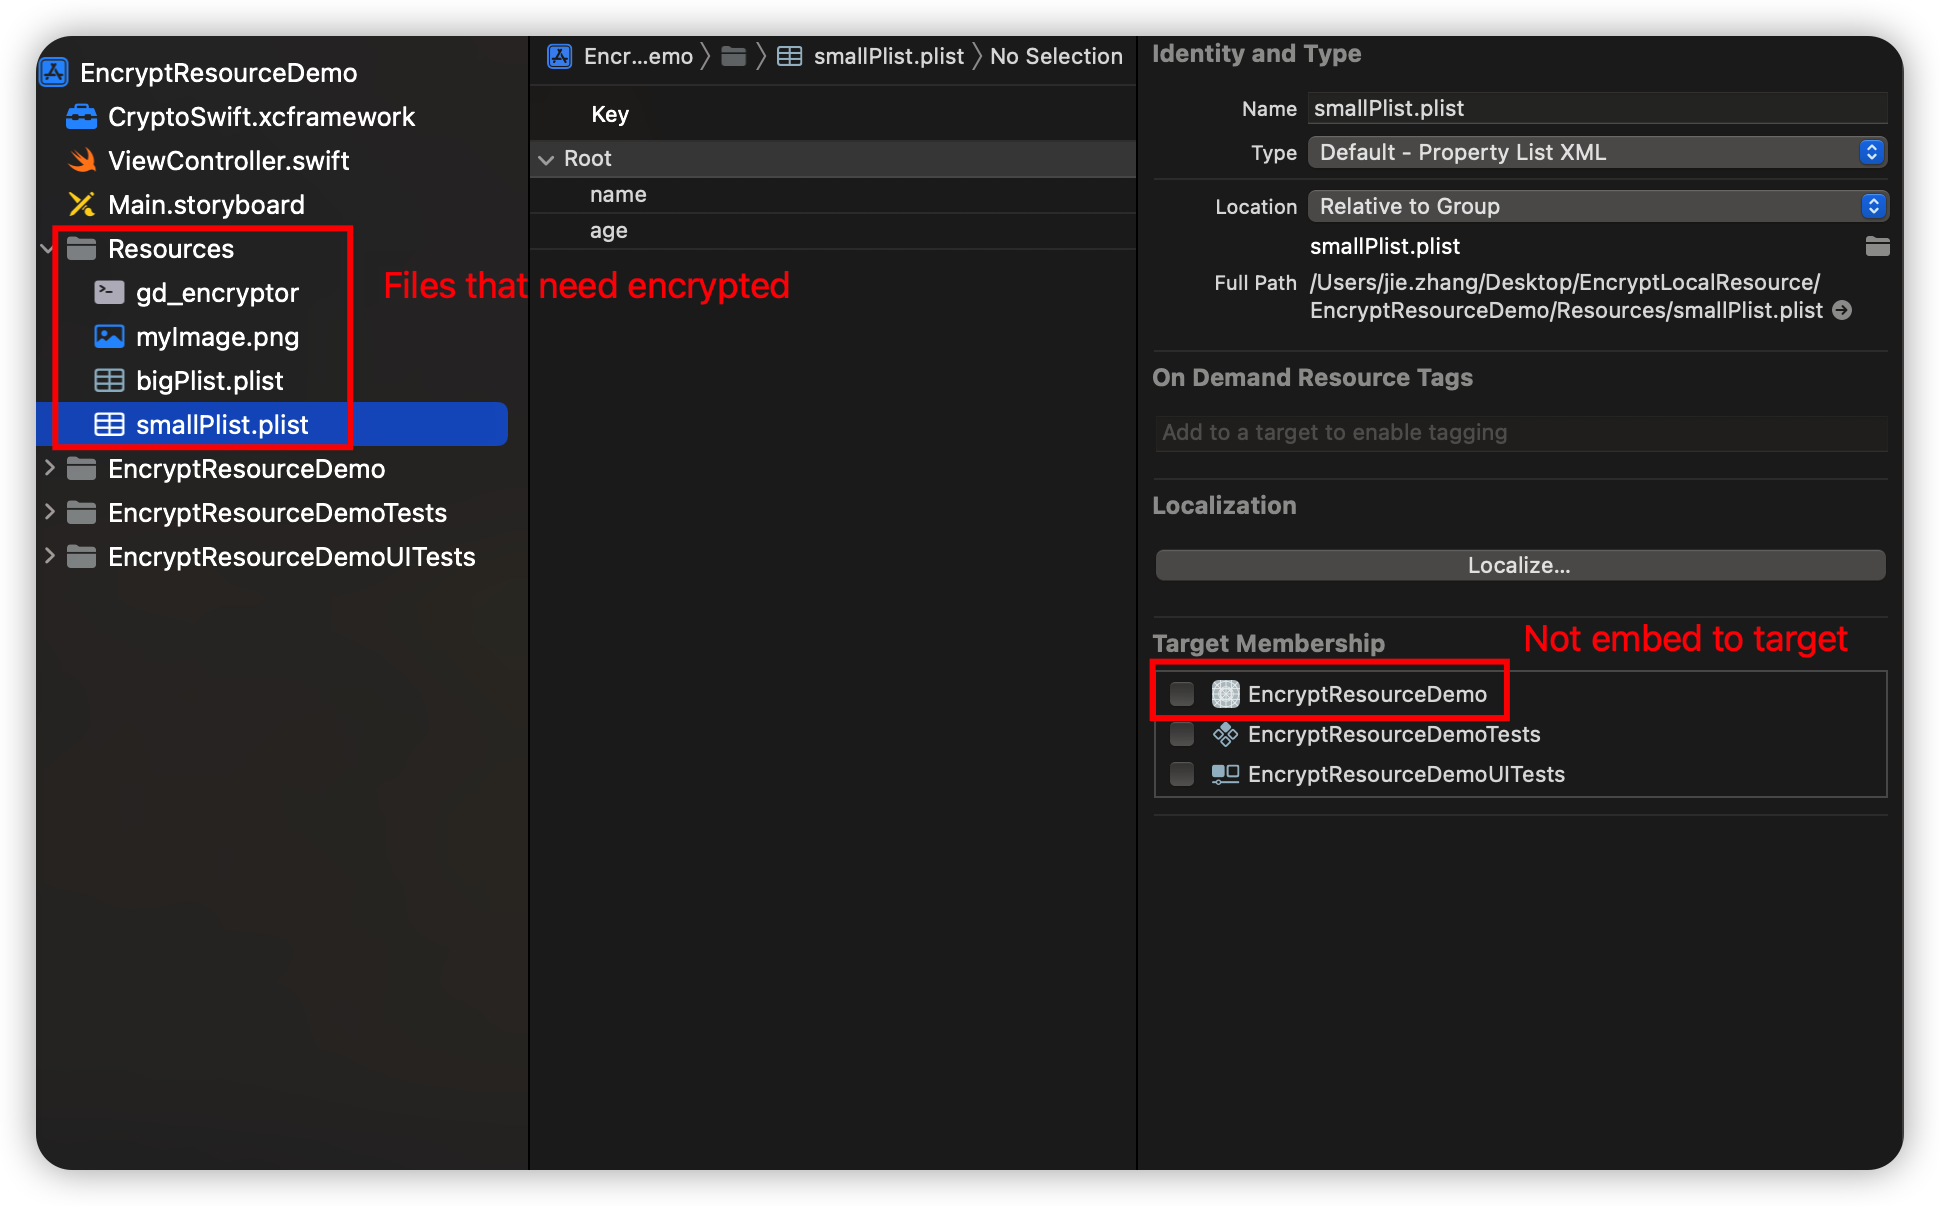 EncryptResourceDemo
CryptoSwift.xcframework
ViewController.swift
Main.storyboard
Resources
gd_encryptor
myImage.png
bigPlist.plist
smallPlist.plist
EncryptResourceDemo
EncryptResourceDemoTests
EncryptResourceDemoUITests
Files that need encrypted
Encr...emo 〉 〉 smallPlist.plist 〉 No Selection
Key
Root
name
age
Identity and Type
Name smallPlist.plist
Type Default - Property List XML
Location Relative to Group
smallPlist.plist
Full Path /Users/jie.zhang/Desktop/EncryptLocalResource/
EncryptResourceDemo/Resources/smallPlist.plist
On Demand Resource Tags
Add to a target to enable tagging
Localization
Localize...
Target Membership
Not embed to target
EncryptResourceDemo
EncryptResourceDemoTests
EncryptResourceDemoUITests